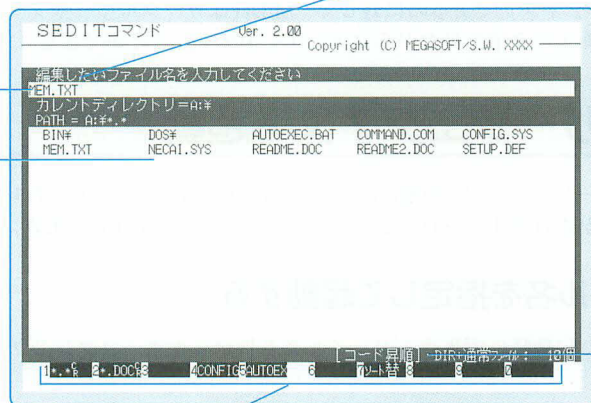 SEDITコマンド Ver. 2.00
Copyright (C) MEGASOFT/S.W. XXXX
編集したいファイル名を入力してください
MEM.TXT
カレントディレクトリ=A:¥
PATH = A:¥*.*
BIN¥ DOS¥ AUTOEXEC.BAT COMMAND.COM CONFIG.SYS
MEM.TXT NECAI.SYS README.DOC README2.DOC SETUP.DEF
[コード昇順] DIR+通常ファイル: 10個
1*.*CR 2*.DOCCR 3 4CONFIG 5AUTOEX 6 7ソート替 8 9 0